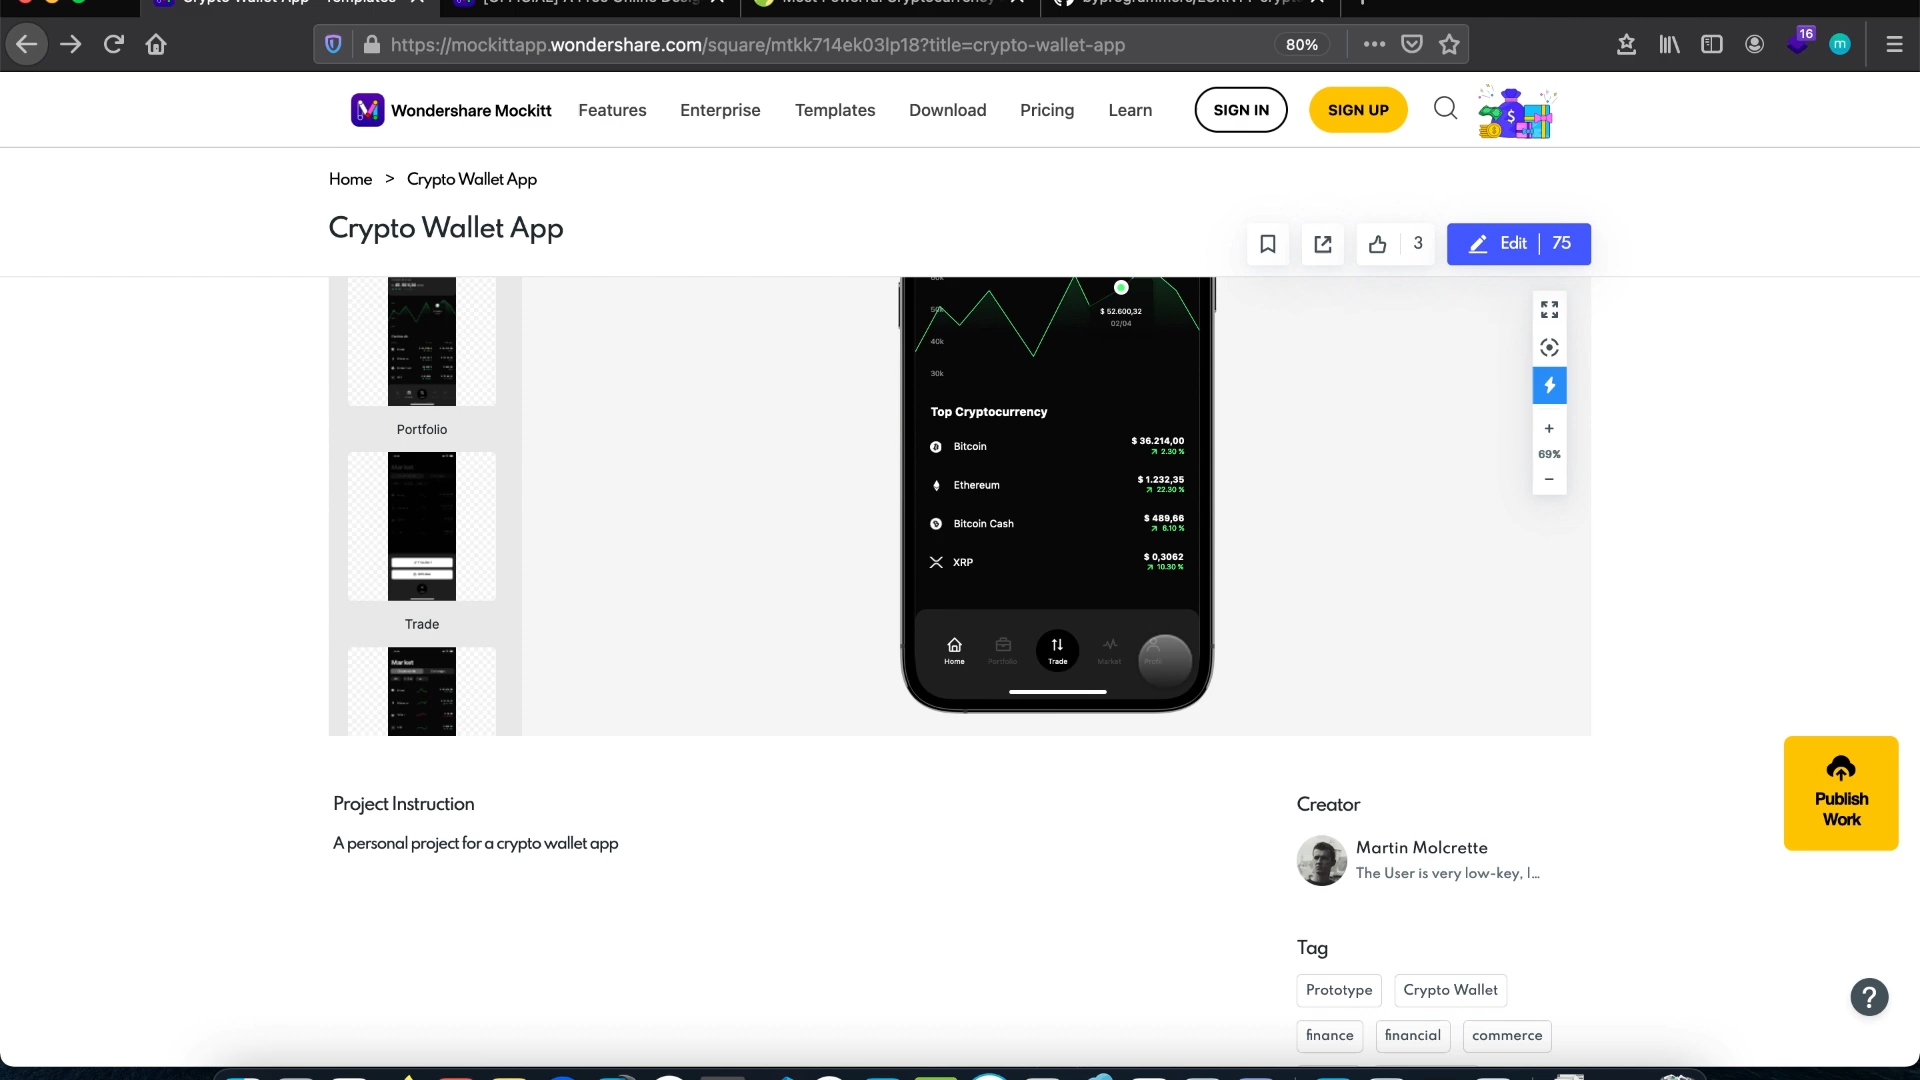 https://mockittapp.wondershare.com/square/mtkk714ek03lp18?title=crypto-wallet-app
80%
16
m
Wondershare Mockitt
Features
Enterprise
Templates
Download
Pricing
Learn
SIGN IN
SIGN UP
Home > Crypto Wallet App
Crypto Wallet App
3
Edit
75
Portfolio
Trade
Market
50k
$ 52.600,32
02/04
40k
30k
Top Cryptocurrency
Bitcoin
$ 36.214,00
2.30 %
Ethereum
$ 1.232,35
22.30 %
Bitcoin Cash
$ 489,66
6.10 %
XRP
$ 0,3062
10.30 %
Home
Portfolio
Trade
Market
69%
Project Instruction
A personal project for a crypto wallet app
Creator
Martin Molcrette
The User is very low-key, l...
Publish
Work
Tag
Prototype
Crypto Wallet
finance
financial
commerce
?